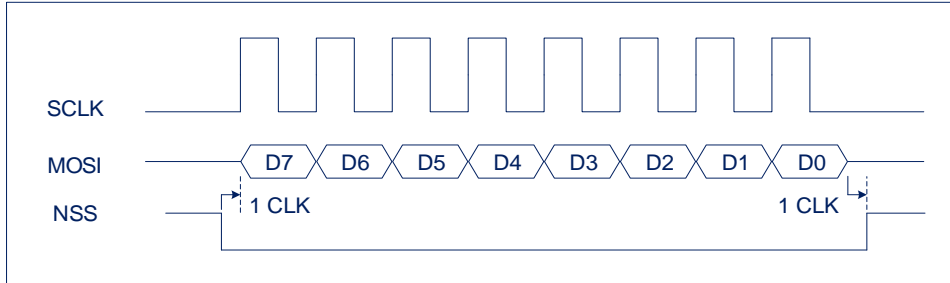 SCLK
MOSI D7 D6 D5 D4 D3 D2 D1 D0
1 CLK 1 CLK
NSS